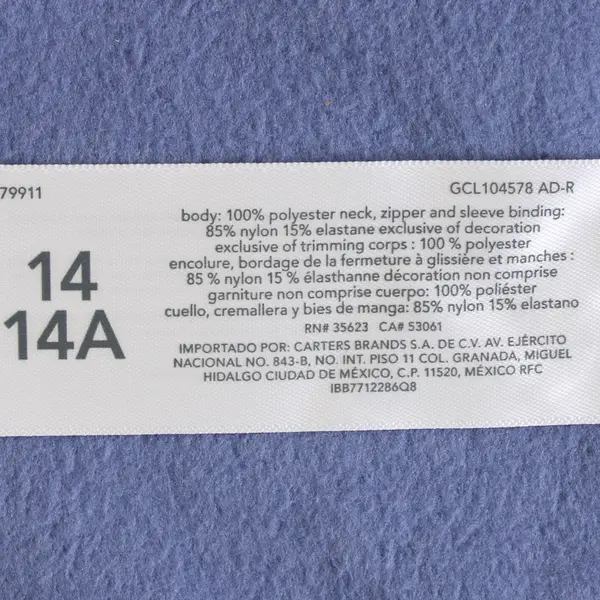 79911
GCL104578 AD-R
body: 100% polyester neck, zipper and sleeve binding:
85% nylon 15% elastane exclusive of decoration
exclusive of trimming corps : 100 % polyester
encolure, bordage de la fermeture à glissière et manches :
85 % nylon 15 % élasthanne décoration non comprise
garniture non comprise cuerpo: 100% poliéster
cuello, cremallera y bies de manga: 85% nylon 15% elastano
RN# 35623 CA# 53061
IMPORTADO POR: CARTERS BRANDS S.A. DE C.V. AV. EJÉRCITO
NACIONAL NO. 843-B, NO. INT. PISO 11 COL. GRANADA, MIGUEL
HIDALGO CIUDAD DE MÉXICO, C.P. 11520, MÉXICO RFC
IBB7712286Q8
14
14A